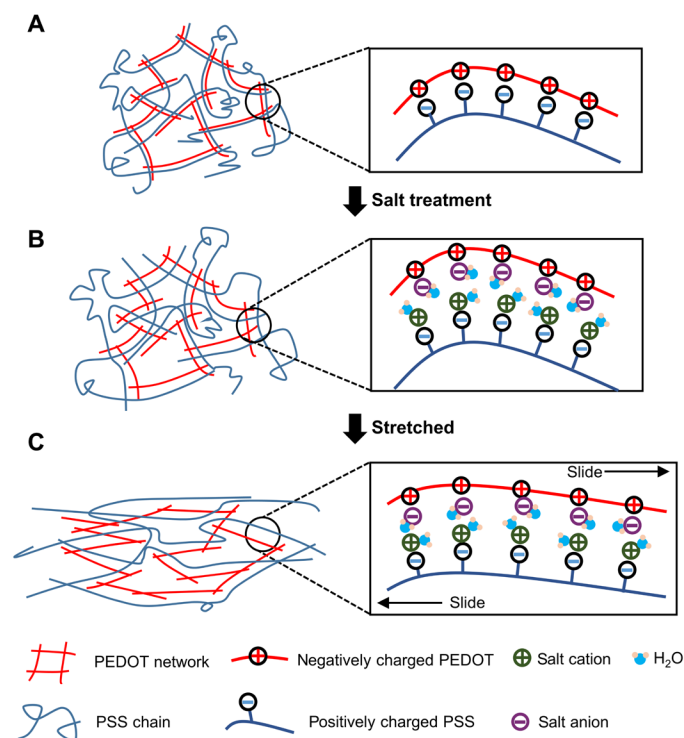 A
Salt treatment
B
Stretched
C
Slide
Slide
PEDOT network
Negatively charged PEDOT
Salt cation
H₂O
PSS chain
Positively charged PSS
Salt anion